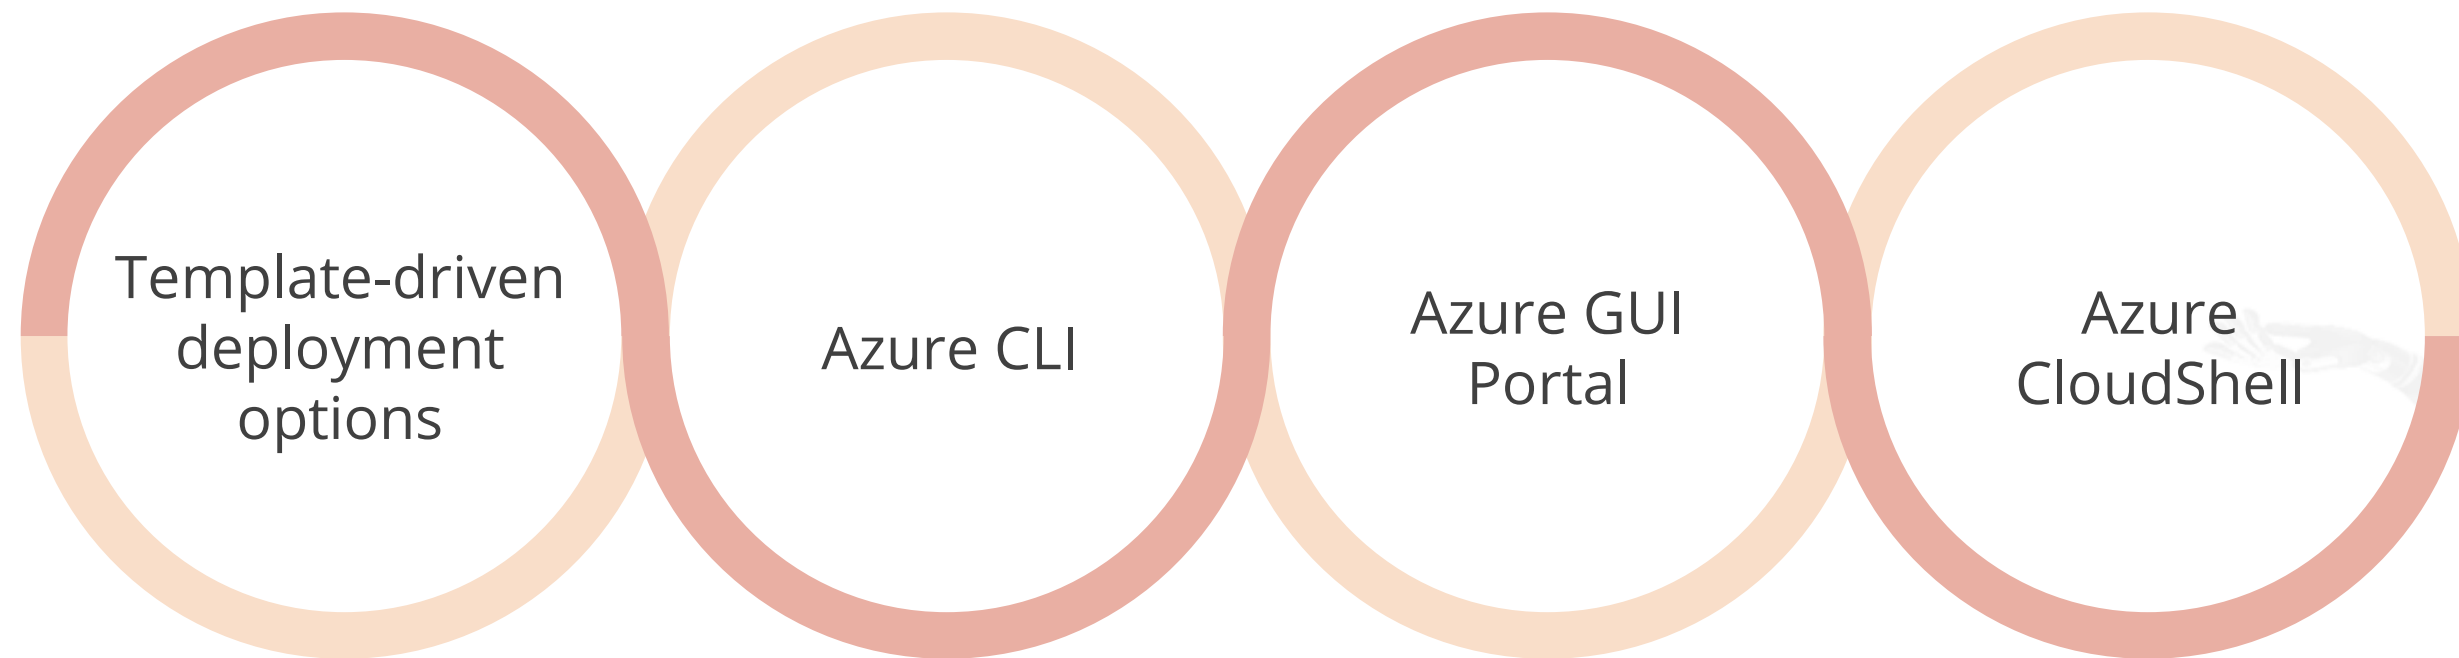 Template-driven
deployment
options
Azure CLI
Azure GUI
Portal
Azure
CloudShell